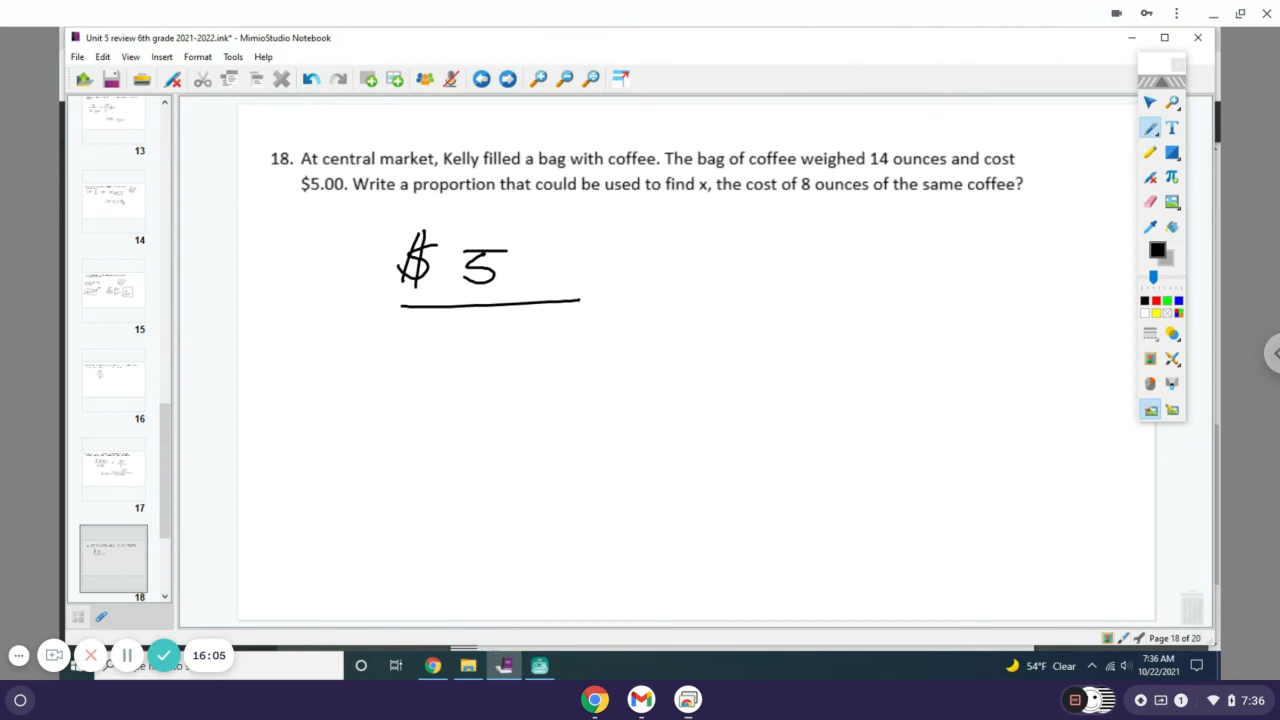 Unit 5 review 6th grade 2021-2022.ink* - MimioStudio Notebook
File Edit View Insert Format Tools Help
13
14
15
16
17
18
18. At central market, Kelly filled a bag with coffee. The bag of coffee weighed 14 ounces and cost
$5.00. Write a proportion that could be used to find x, the cost of 8 ounces of the same coffee?
$ 5
Page 18 of 20
16:05
54°F Clear
7:36 AM
10/22/2021
1
7:36